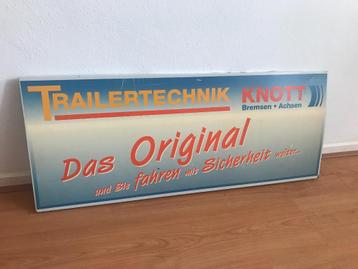 TRAILERTECHNIK KNOTT
Bremsen • Achsen
Das Original
und Sie fahren mit Sicherheit weiter...